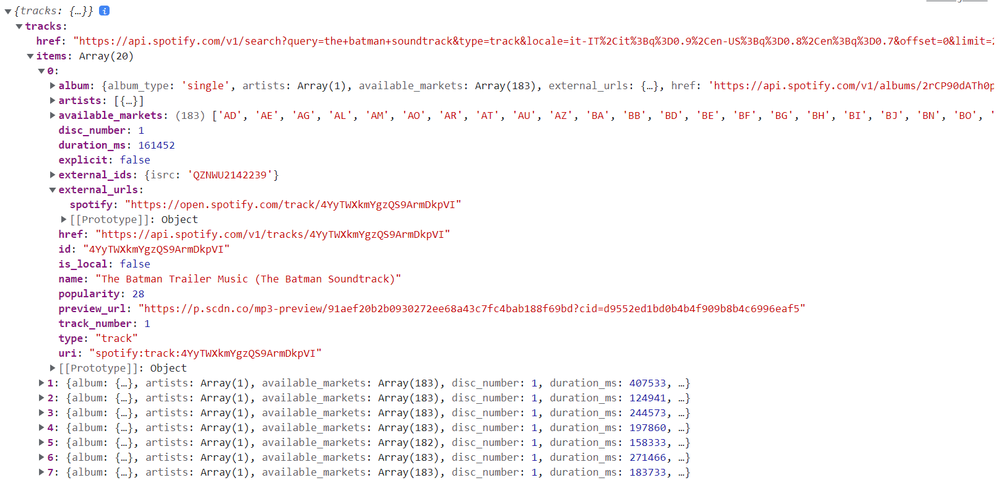 {tracks: {…}} i
tracks:
href: "https://api.spotify.com/v1/search?query=the+batman+soundtrack&type=track&locale=it-IT%2Cit%3Bq%3D0.9%2Cen-US%3Bq%3D0.8%2Cen%3Bq%3D0.7&offset=0&limit=2
items: Array(20)
0:
album: {album_type: 'single', artists: Array(1), available_markets: Array(183), external_urls: {…}, href: 'https://api.spotify.com/v1/albums/2rCP90dATh0p
artists: [{…}]
available_markets: (183) ['AD', 'AE', 'AG', 'AL', 'AM', 'AO', 'AR', 'AT', 'AU', 'AZ', 'BA', 'BB', 'BD', 'BE', 'BF', 'BG', 'BH', 'BI', 'BJ', 'BN', 'BO', '
disc_number: 1
duration_ms: 161452
explicit: false
external_ids: {isrc: 'QZNWU2142239'}
external_urls:
spotify: "https://open.spotify.com/track/4YyTWXkmYgzQS9ArmDkpVI"
[[Prototype]]: Object
href: "https://api.spotify.com/v1/tracks/4YyTWXkmYgzQS9ArmDkpVI"
id: "4YyTWXkmYgzQS9ArmDkpVI"
is_local: false
name: "The Batman Trailer Music (The Batman Soundtrack)"
popularity: 28
preview_url: "https://p.scdn.co/mp3-preview/91aef20b2b0930272ee68a43c7fc4bab188f69bd?cid=d9552ed1bd0b4b4f909b8b4c6996eaf5"
track_number: 1
type: "track"
uri: "spotify:track:4YyTWXkmYgzQS9ArmDkpVI"
[[Prototype]]: Object
1: {album: {…}, artists: Array(1), available_markets: Array(183), disc_number: 1, duration_ms: 407533, …}
2: {album: {…}, artists: Array(1), available_markets: Array(183), disc_number: 1, duration_ms: 124941, …}
3: {album: {…}, artists: Array(1), available_markets: Array(183), disc_number: 1, duration_ms: 244573, …}
4: {album: {…}, artists: Array(1), available_markets: Array(183), disc_number: 1, duration_ms: 197860, …}
5: {album: {…}, artists: Array(1), available_markets: Array(182), disc_number: 1, duration_ms: 158333, …}
6: {album: {…}, artists: Array(1), available_markets: Array(183), disc_number: 1, duration_ms: 271466, …}
7: {album: {…}, artists: Array(1), available_markets: Array(183), disc_number: 1, duration_ms: 183733, …}